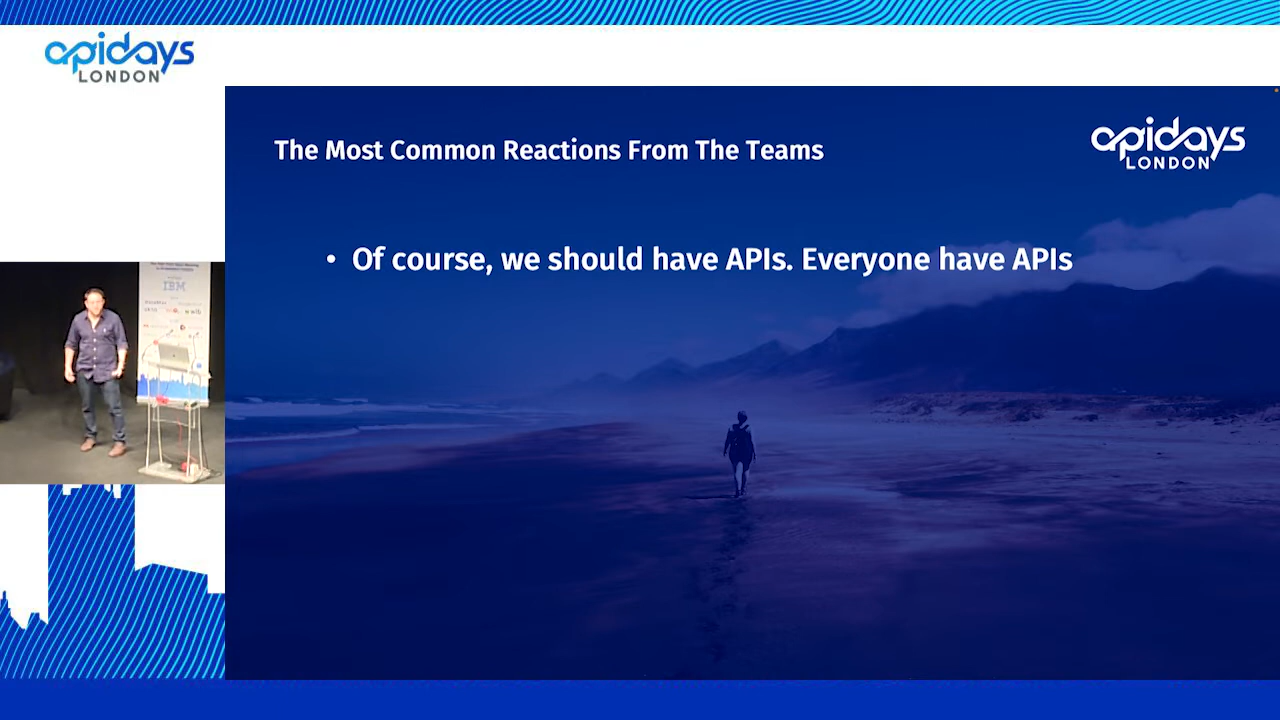 apidays
LONDON
The Most Common Reactions From The Teams
apidays
LONDON
• Of course, we should have APIs. Everyone have APIs
IBM